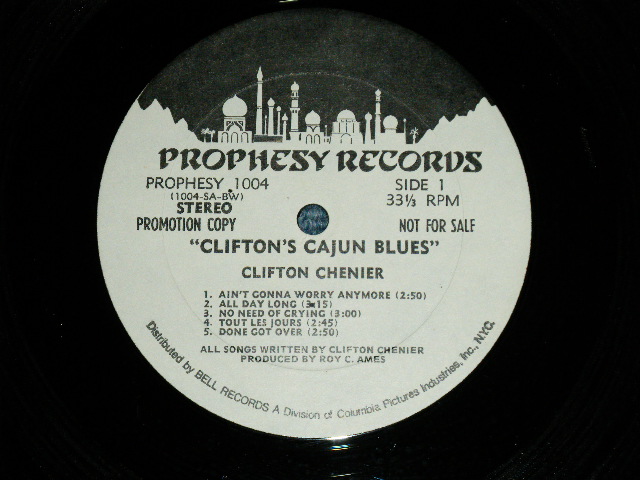 PROPHESY RECORDS
PROPHESY 1004
SIDE 1
(1004-SA-BW)
33⅓ RPM
STEREO
PROMOTION COPY
NOT FOR SALE
"CLIFTON'S CAJUN BLUES"
CLIFTON CHENIER
1. AIN'T GONNA WORRY ANYMORE (2:50)
2. ALL DAY LONG (3:15)
3. NO NEED OF CRYING (3:00)
4. TOUT LES JOURS (2:45)
5. DONE GOT OVER (2:50)
ALL SONGS WRITTEN BY CLIFTON CHENIER
PRODUCED BY ROY C. AMES
Distributed by BELL RECORDS A Division of Columbia Pictures Industries, Inc., N.Y.C.